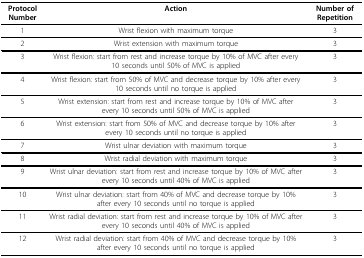 Protocol Number Action Number of Repetition
1 Wrist flexion with maximum torque 3
2 Wrist extension with maximum torque 3
3 Wrist flexion: start from rest and increase torque by 10% of MVC after every 3
10 seconds until 50% of MVC is applied
4 Wrist flexion: start from 50% of MVC and decrease torque by 10% after every 3
10 seconds until no torque is applied
5 Wrist extension: start from rest and increase torque by 10% of MVC after 3
every 10 seconds until 50% of MVC is applied
6 Wrist extension: start from 50% of MVC and decrease torque by 10% after 3
every 10 seconds until no torque is applied
7 Wrist ulnar deviation with maximum torque 3
8 Wrist radial deviation with maximum torque 3
9 Wrist ulnar deviation: start from rest and increase torque by 10% of MVC after 3
every 10 seconds until 40% of MVC is applied
10 Wrist ulnar deviation: start from 40% of MVC and decrease torque by 10% 3
after every 10 seconds until no torque is applied
11 Wrist radial deviation: start from rest and increase torque by 10% of MVC after 3
every 10 seconds until 40% of MVC is applied
12 Wrist radial deviation: start from 40% of MVC and decrease torque by 10% 3
after every 10 seconds until no torque is applied